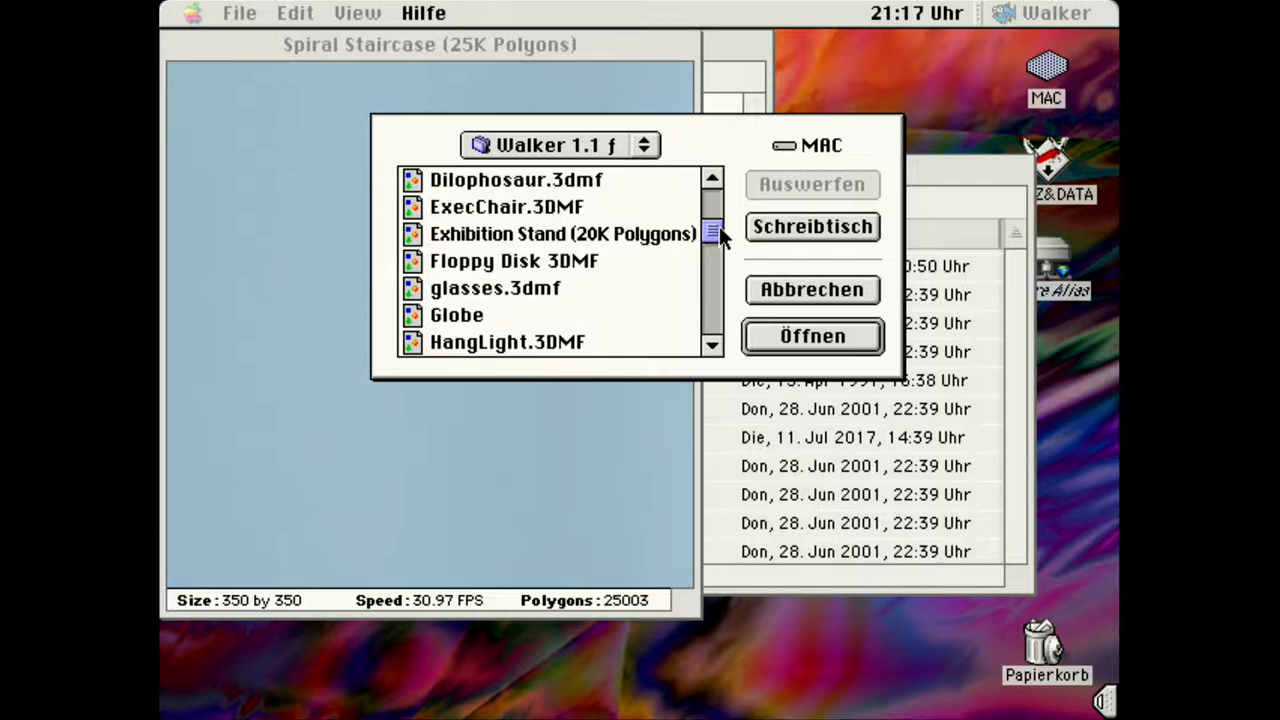 File Edit View Hilfe 21:17 Uhr Walker
Spiral Staircase (25K Polyons)
MAC
Walker 1.1 ƒ
MAC
Dilophosaur.3dmf
ExecChair.3DMF
Exhibition Stand (20K Polygons)
Floppy Disk 3DMF
glasses.3dmf
Globe
HangLight.3DMF
Auswerfen
Schreibtisch
Abbrechen
Öffnen
Z&DATA
Alias
0:50 Uhr
2:39 Uhr
2:39 Uhr
2:39 Uhr
Don, 28. Jun 2001, 22:39 Uhr
Die, 11. Jul 2017, 14:39 Uhr
Don, 28. Jun 2001, 22:39 Uhr
Don, 28. Jun 2001, 22:39 Uhr
Don, 28. Jun 2001, 22:39 Uhr
Don, 28. Jun 2001, 22:39 Uhr
Size: 350 by 350 Speed: 30.97 FPS Polygons: 25003
Papierkorb